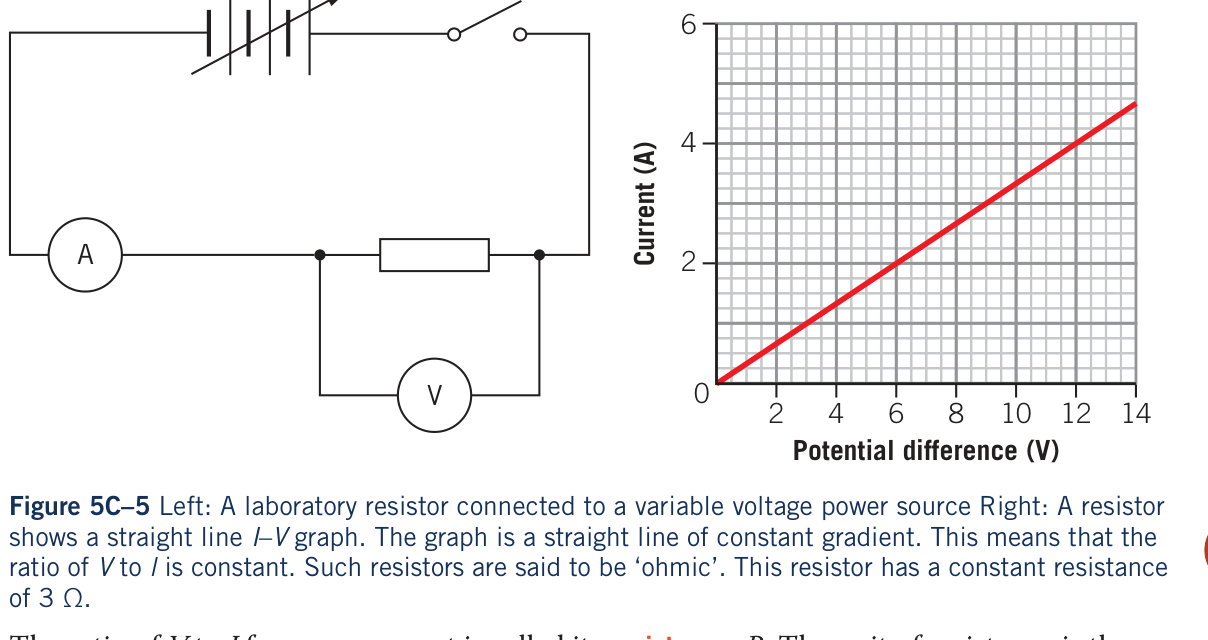 A
V
6
4
2
0
Current (A)
2 4 6 8 10 12 14
Potential difference (V)
Figure 5C–5 Left: A laboratory resistor connected to a variable voltage power source Right: A resistor
shows a straight line I–V graph. The graph is a straight line of constant gradient. This means that the
ratio of V to I is constant. Such resistors are said to be ‘ohmic’. This resistor has a constant resistance
of 3 Ω.